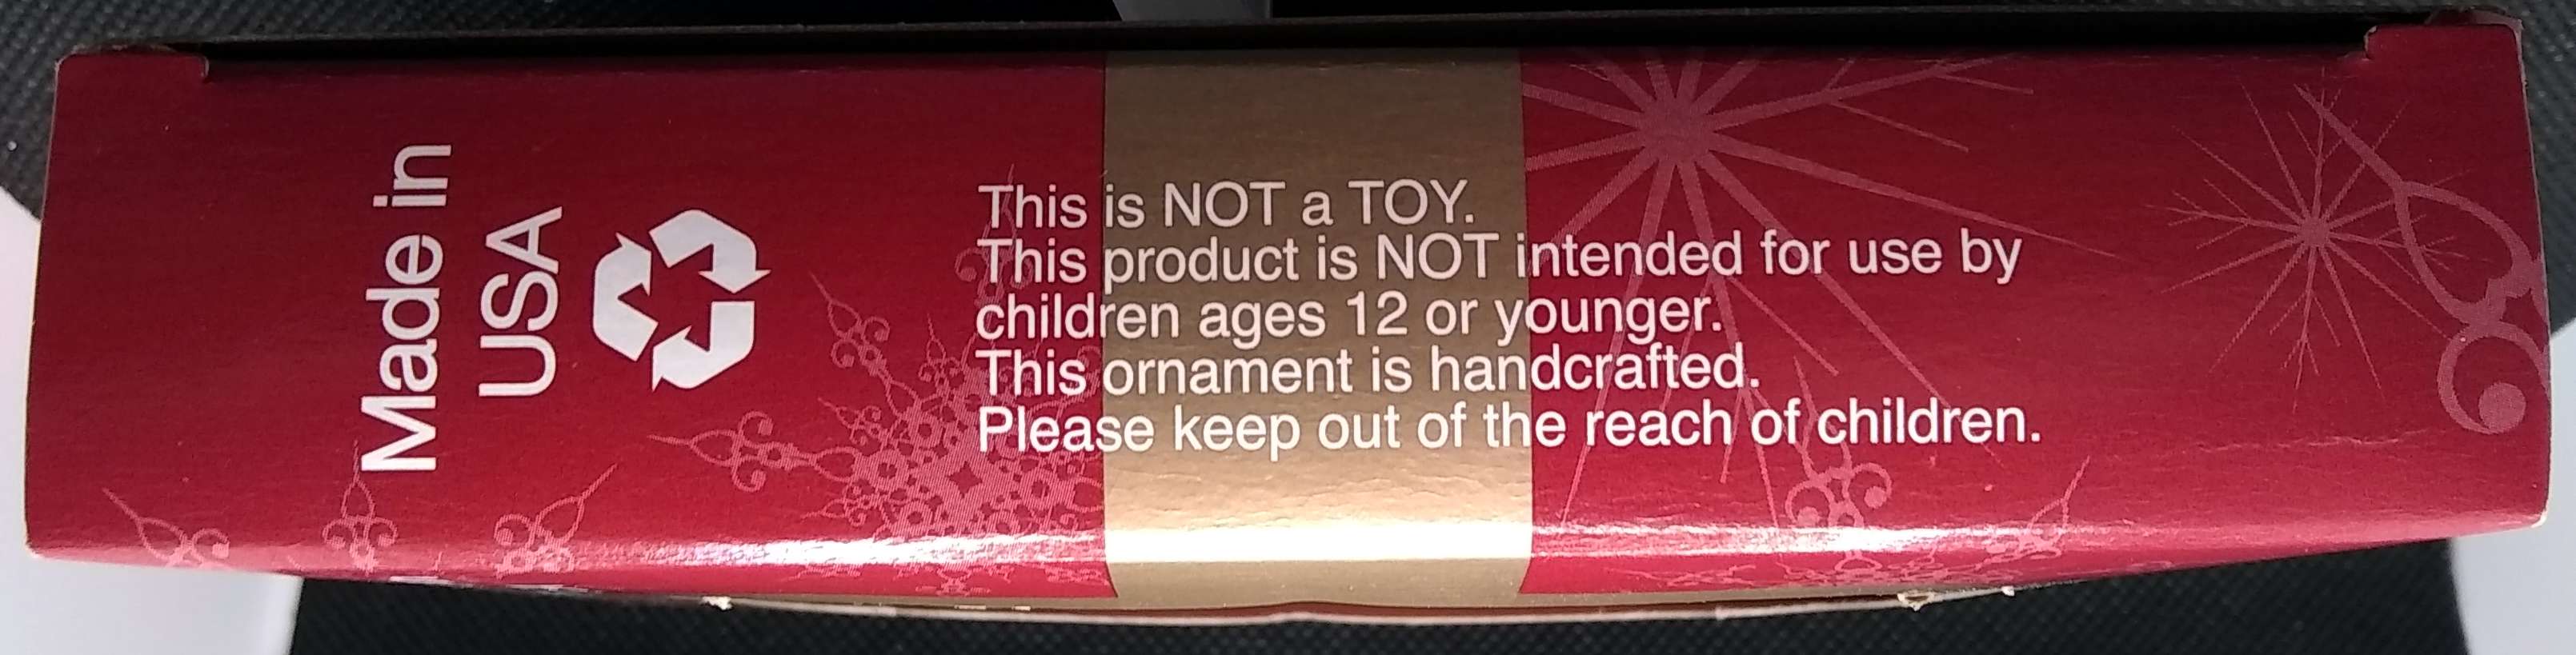 Made in
USA
This is NOT a TOY.
This product is NOT intended for use by
children ages 12 or younger.
This ornament is handcrafted.
Please keep out of the reach of children.